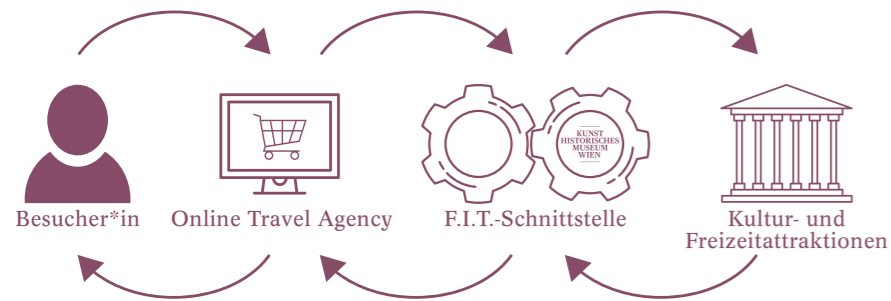 KUNST
HISTORISCHES
MUSEUM
WIEN
Besucher*in
Online Travel Agency
F.I.T.-Schnittstelle
Kultur- und
Freizeitattraktionen